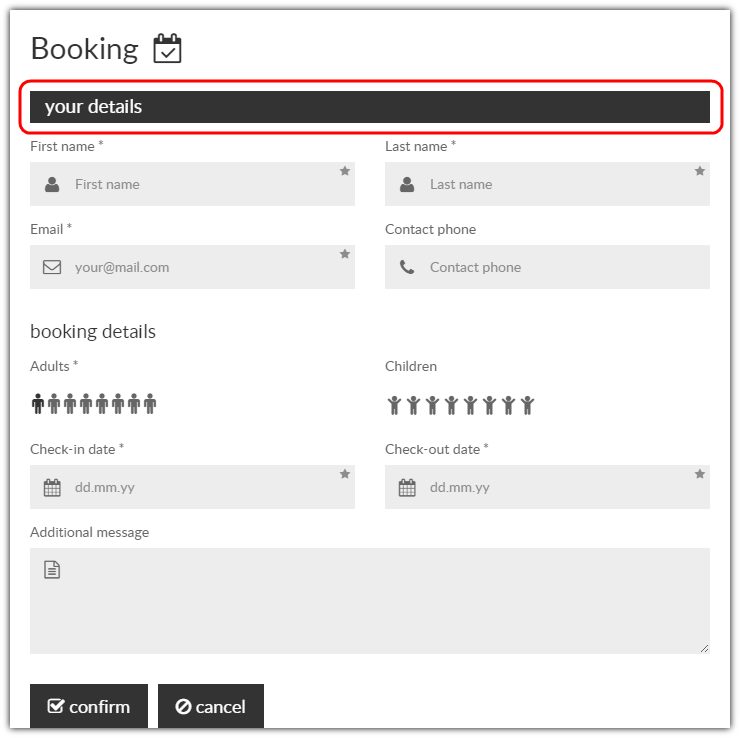 Booking
your details
First name *
Last name *
First name
Last name
Email *
Contact phone
your@mail.com
Contact phone
booking details
Adults *
Children
Check-in date *
Check-out date *
dd.mm.yy
dd.mm.yy
Additional message
confirm
cancel